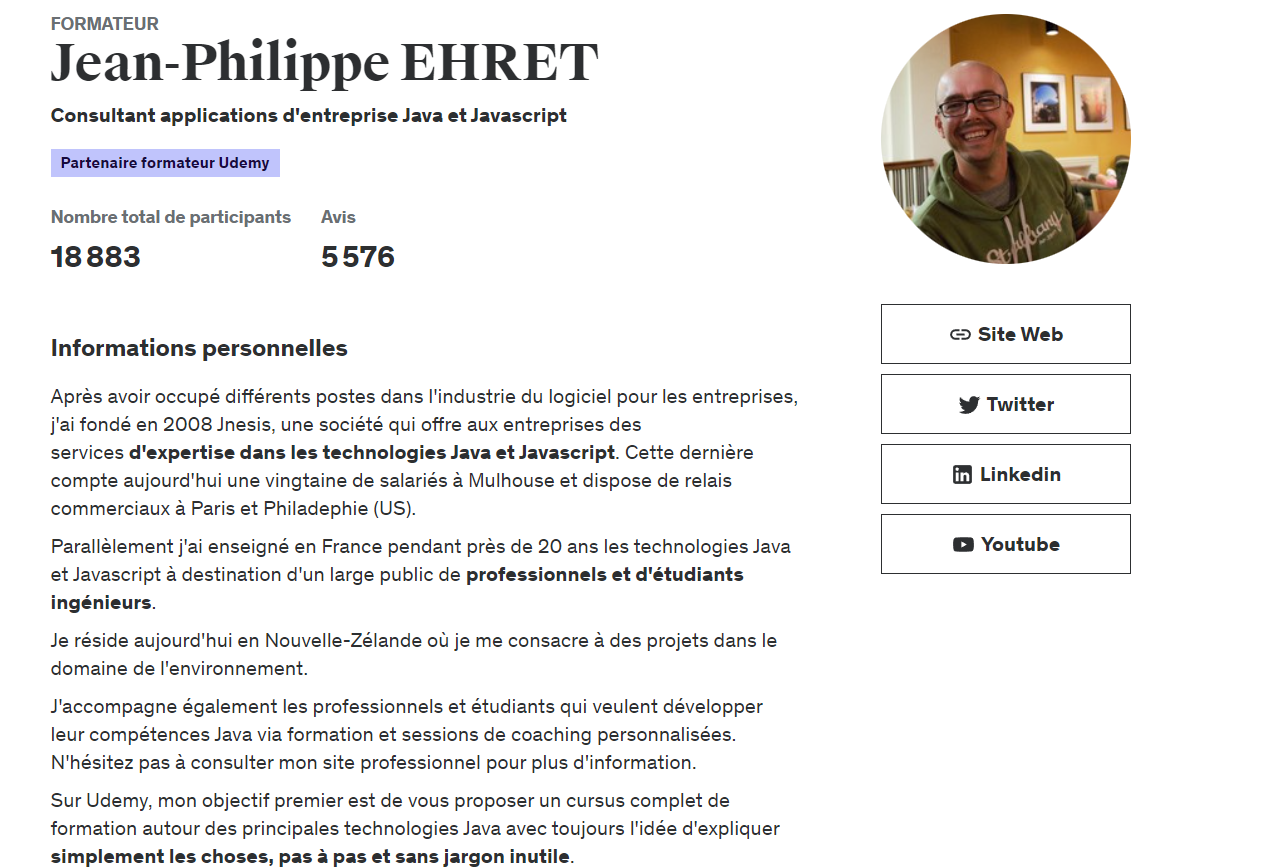 FORMATEUR
Jean-Philippe EHRET
Consultant applications d'entreprise Java et Javascript
Partenaire formateur Udemy
Nombre total de participants Avis
18 883 5 576
Informations personnelles
Après avoir occupé différents postes dans l'industrie du logiciel pour les entreprises,
j'ai fondé en 2008 Jnesis, une société qui offre aux entreprises des
services d'expertise dans les technologies Java et Javascript. Cette dernière
compte aujourd'hui une vingtaine de salariés à Mulhouse et dispose de relais
commerciaux à Paris et Philadephie (US).
Parallèlement j'ai enseigné en France pendant près de 20 ans les technologies Java
et Javascript à destination d'un large public de professionnels et d'étudiants
ingénieurs.
Je réside aujourd'hui en Nouvelle-Zélande où je me consacre à des projets dans le
domaine de l'environnement.
J'accompagne également les professionnels et étudiants qui veulent développer
leur compétences Java via formation et sessions de coaching personnalisées.
N'hésitez pas à consulter mon site professionnel pour plus d'information.
Sur Udemy, mon objectif premier est de vous proposer un cursus complet de
formation autour des principales technologies Java avec toujours l'idée d'expliquer
simplement les choses, pas à pas et sans jargon inutile.
Site Web
Twitter
Linkedin
Youtube